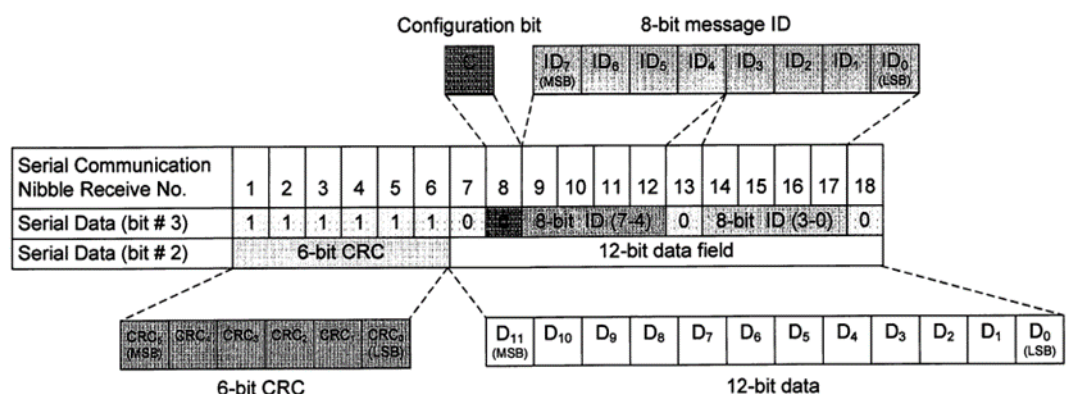 Configuration bit 8-bit message ID
C ID7 ID6 ID5 ID4 ID3 ID2 ID1 ID0
(MSB) (LSB)
Serial Communication
Nibble Receive No. 1 2 3 4 5 6 7 8 9 10 11 12 13 14 15 16 17 18
Serial Data (bit # 3) 1 1 1 1 1 1 0 8-bit ID (7-4) 0 8-bit ID (3-0) 0
Serial Data (bit # 2) 6-bit CRC 12-bit data field
CRC5 CRC4 CRC3 CRC2 CRC1 CRC0 D11 D10 D9 D8 D7 D6 D5 D4 D3 D2 D1 D0
(MSB) (LSB) (MSB) (LSB)
6-bit CRC 12-bit data